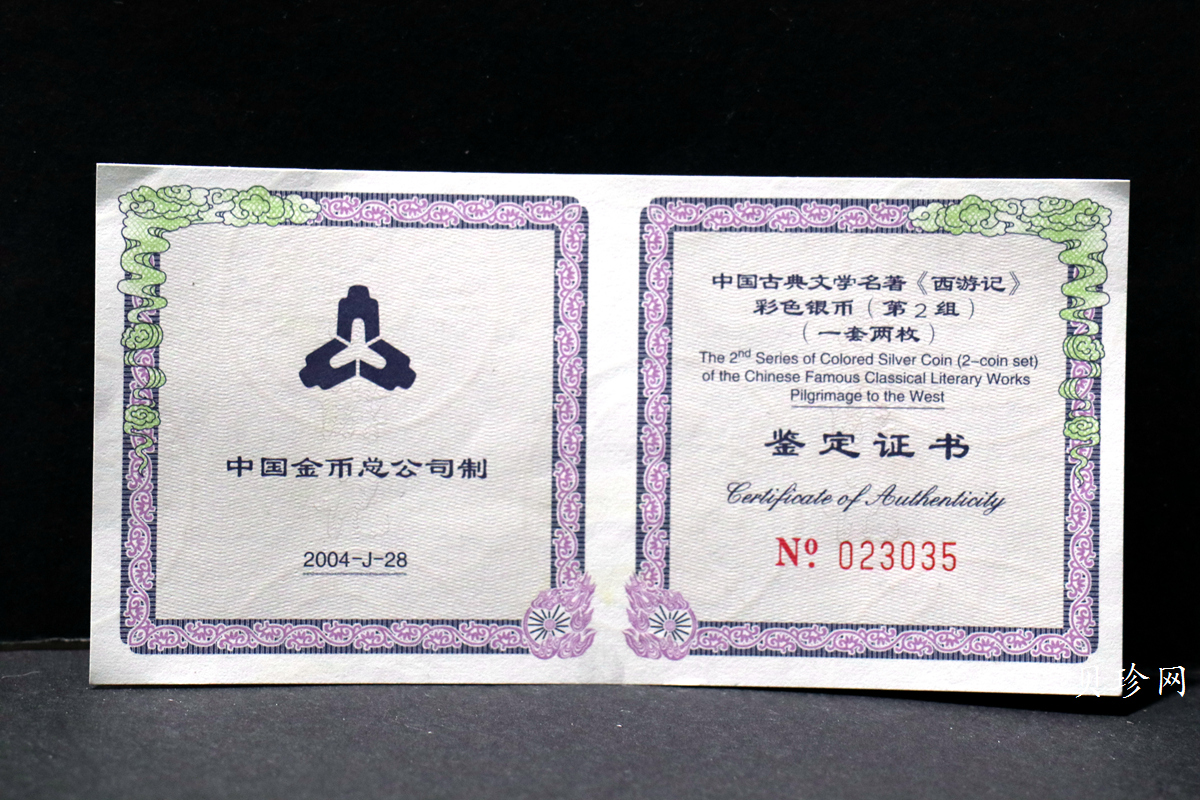 中国金币总公司制
2004-J-28
中国古典文学名著《西游记》
彩色银币（第2组）
（一套两枚）
The 2nd Series of Colored Silver Coin (2-coin set)
of the Chinese Famous Classical Literary Works
Pilgrimage to the West
鉴定证书
Certificate of Authenticity
Nº 023035
珍网